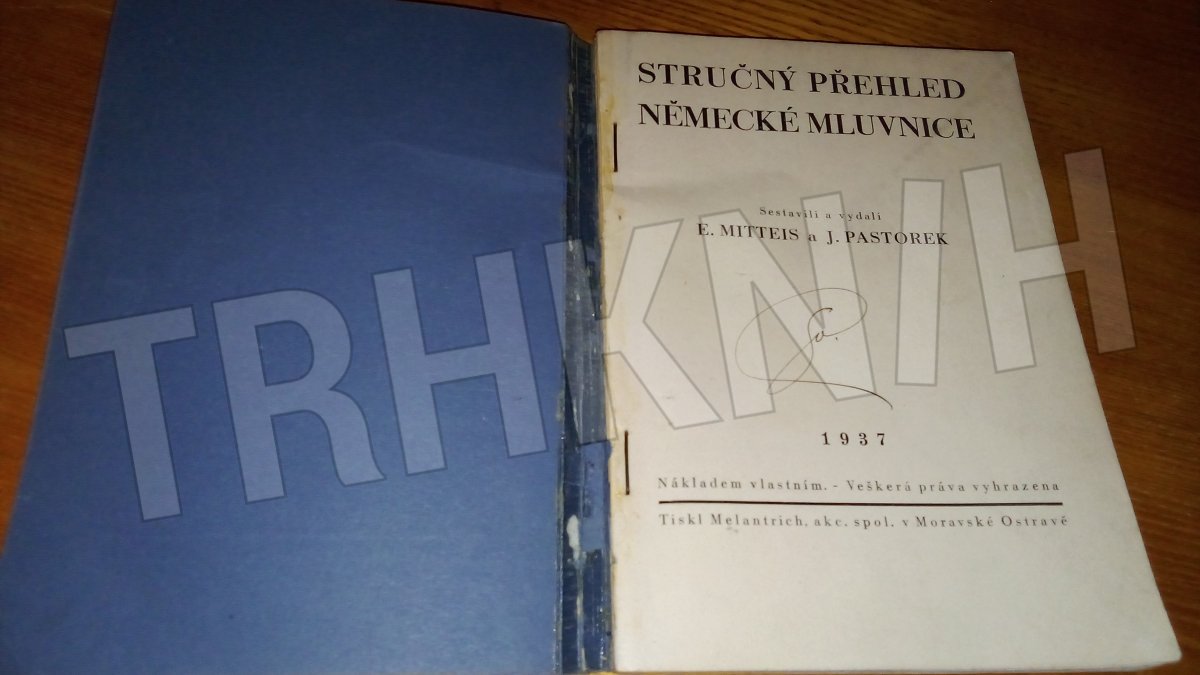 STRUČNÝ PŘEHLED
NĚMECKÉ MLUVNICE
Sestavili a vydali
E. MITTEIS a J. PASTOREK
1937
Nákladem vlastním. - Veškerá práva vyhrazena
Tiskl Melantrich, akc. spol. v Moravské Ostravě
TRHKNIH